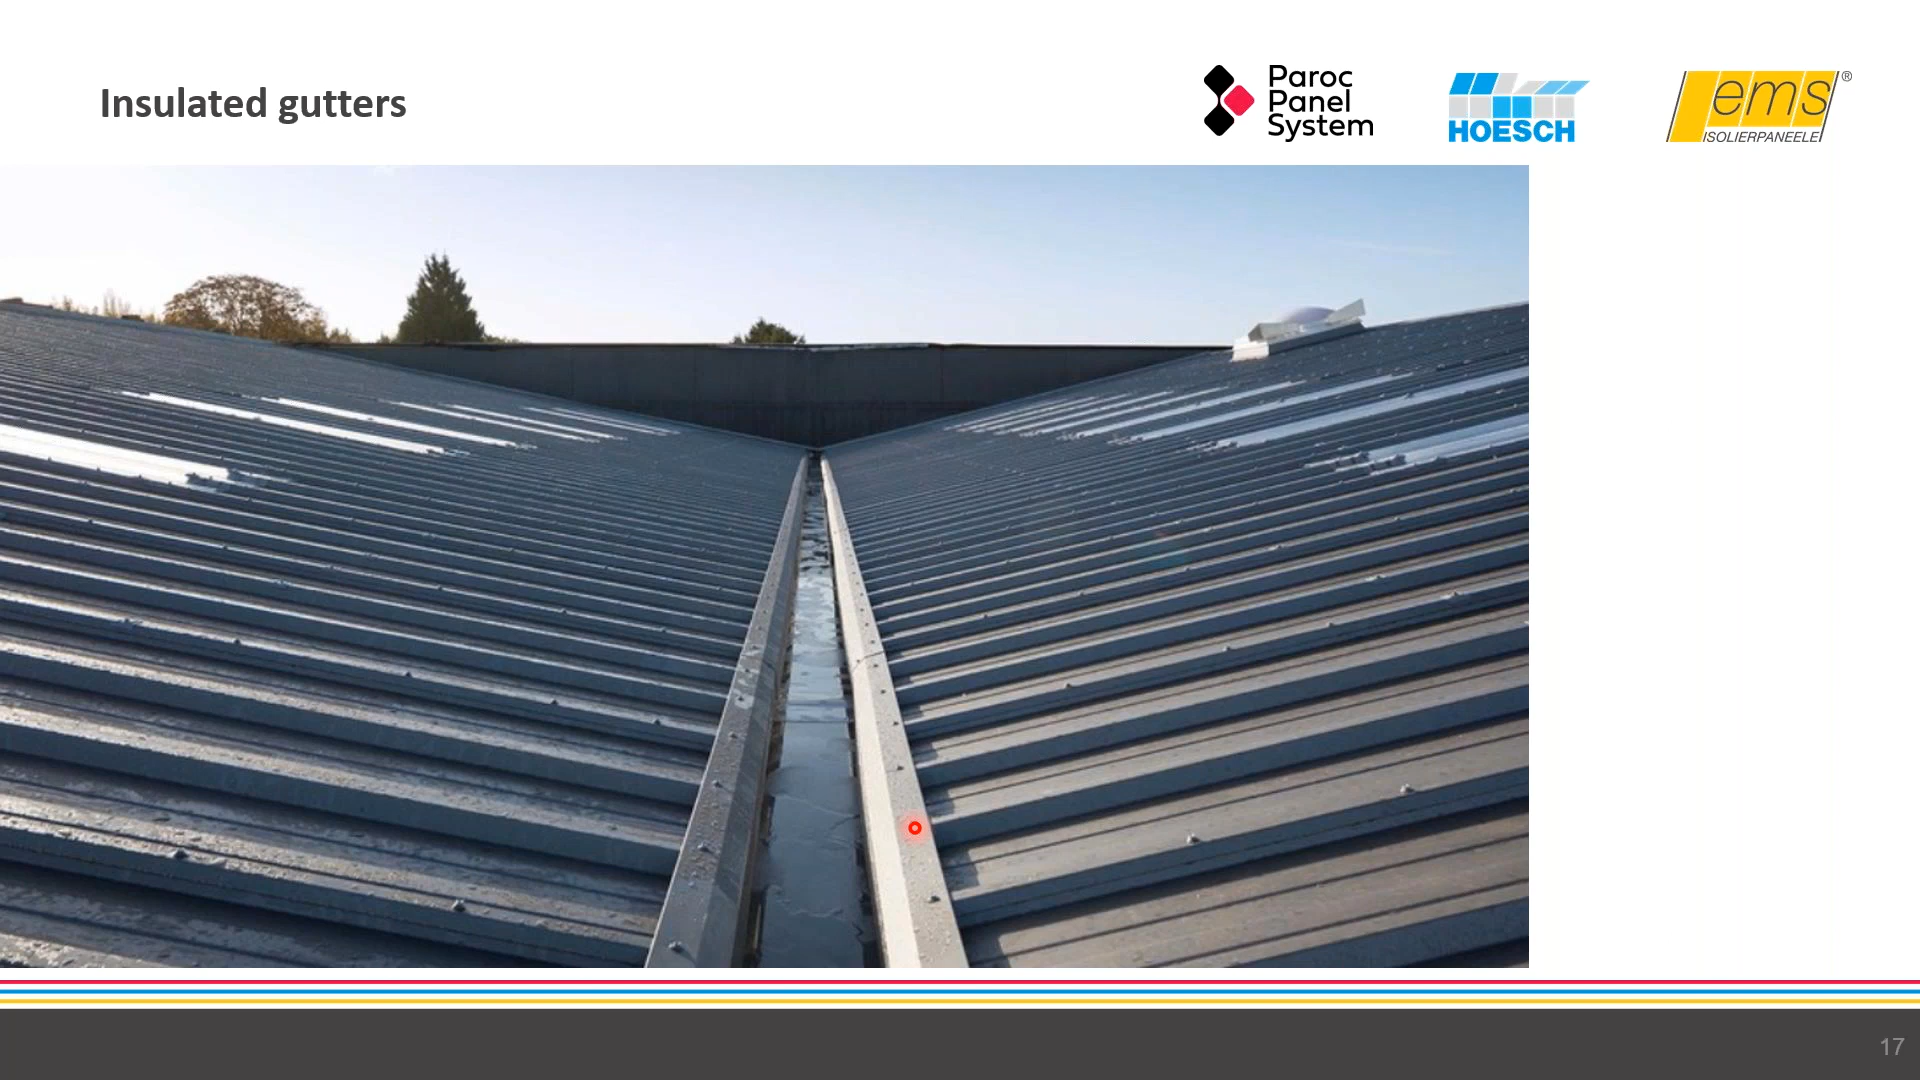 Insulated gutters
Paroc
Panel
System
HOESCH
ems®
ISOLIERPANEELE
17